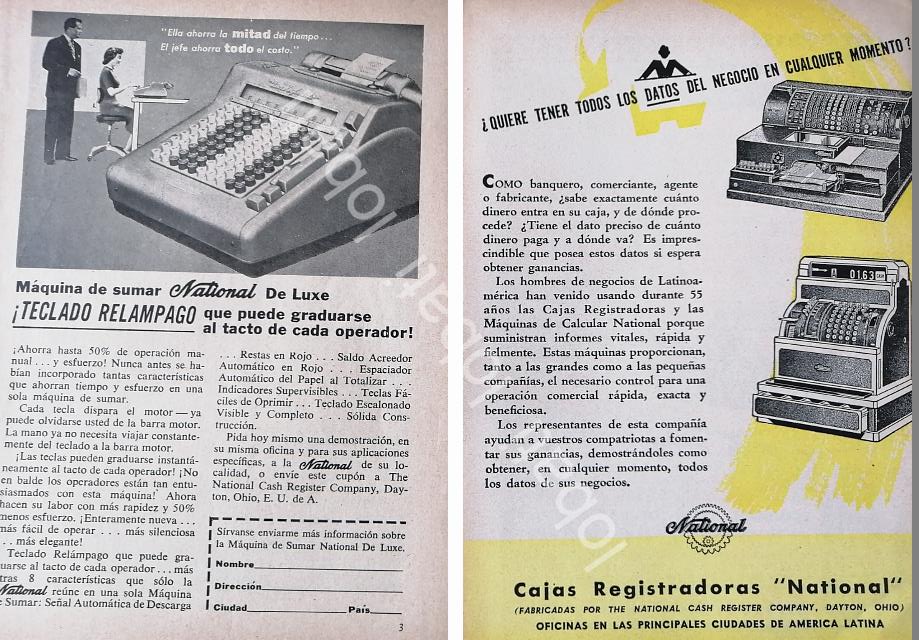 "Ella ahorra la mitad del tiempo...
El jefe ahorra todo el costo."
Máquina de sumar National De Luxe
¡TECLADO RELAMPAGO que puede graduarse
al tacto de cada operador!
¡Ahorra hasta 50% de operación ma-
nual . . . y esfuerzo! Nunca antes se ha-
bían incorporado tantas características
que ahorran tiempo y esfuerzo en una
sola máquina de sumar.
Cada tecla dispara el motor — ya
puede olvidarse usted de la barra motor.
La mano ya no necesita viajar constante-
mente del teclado a la barra motor.
¡Las teclas pueden graduarse instantá-
neamente al tacto de cada operador! ¡No
en balde los operadores están tan entu-
siasmados con esta máquina! Ahora
hacen su labor con más rapidez y 50%
menos esfuerzo. ¡Enteramente nueva . . .
más fácil de operar . . . más silenciosa
. . . más elegante!
Teclado Relámpago que puede gra-
uarse al tacto de cada operador . . . más
tras 8 características que sólo la
National reúne en una sola Máquina
e Sumar: Señal Automática de Descarga
. . . Restas en Rojo . . . Saldo Acreedor
Automático en Rojo . . . Espaciador
Automático del Papel al Totalizar . . .
Indicadores Supervisibles . . . Teclas Fá-
ciles de Oprimir . . . Teclado Escalonado
Visible y Completo . . . Sólida Cons-
trucción.
Pida hoy mismo una demostración, en
su misma oficina y para sus aplicaciones
específicas, a la National de su lo-
calidad, o envíe este cupón a The
National Cash Register Company, Day-
ton, Ohio, E. U. de A.
Sírvanse enviarme más información sobre
la Máquina de Sumar National De Luxe.
Nombre
Dirección
Ciudad País
3
¿QUIERE TENER TODOS LOS DATOS DEL NEGOCIO EN CUALQUIER MOMENTO?
COMO banquero, comerciante, agente
o fabricante, ¿sabe exactamente cuánto
dinero entra en su caja, y de dónde pro-
cede? ¿Tiene el dato preciso de cuánto
dinero paga y a dónde va? Es impres-
cindible que posea estos datos si espera
obtener ganancias.
Los hombres de negocios de Latinoa-
mérica han venido usando durante 55
años las Cajas Registradoras y las
Máquinas de Calcular National porque
suministran informes vitales, rápida y
fielmente. Estas máquinas proporcionan,
tanto a las grandes como a las pequeñas
compañías, el necesario control para una
operación comercial rápida, exacta y
beneficiosa.
Los representantes de esta compañía
ayudan a vuestros compatriotas a fomen-
tar sus ganancias, demostrándoles como
obtener, en cualquier momento, todos
los datos de sus negocios.
A 01.63
National
Cajas Registradoras "National"
(FABRICADAS POR THE NATIONAL CASH REGISTER COMPANY, DAYTON, OHIO)
OFICINAS EN LAS PRINCIPALES CIUDADES DE AMERICA LATINA